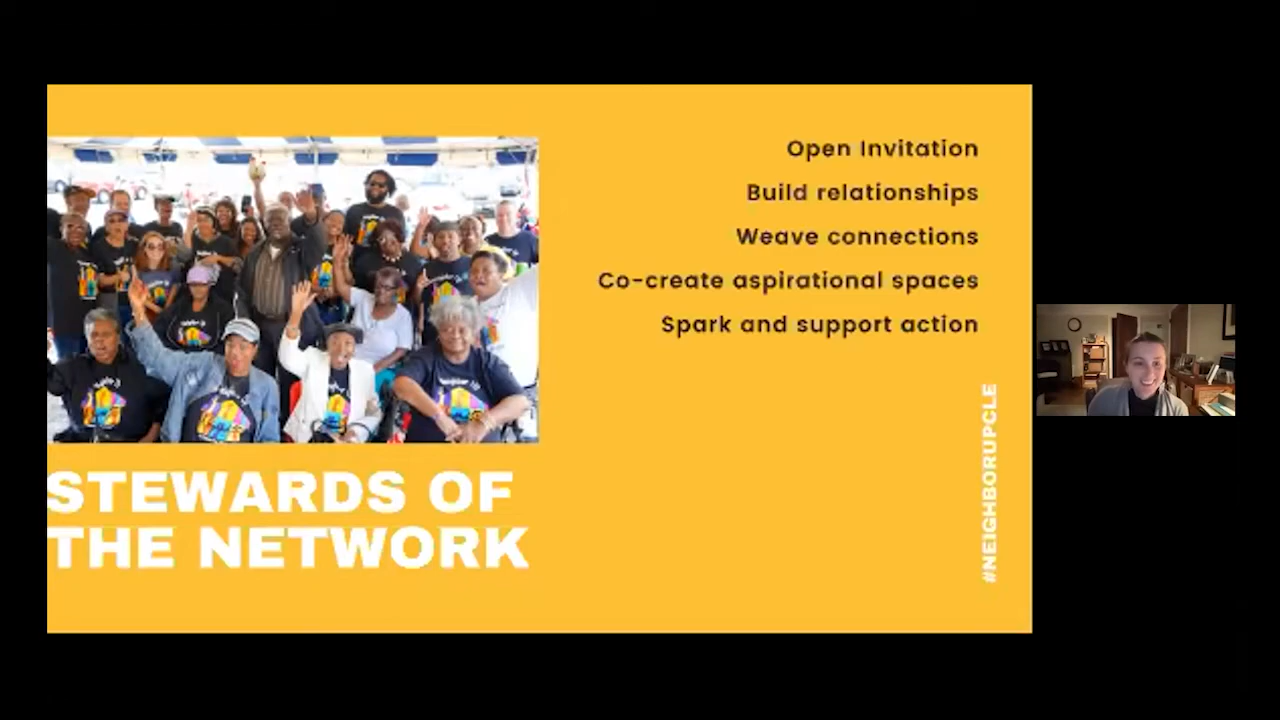 Open Invitation
Build relationships
Weave connections
Co-create aspirational spaces
Spark and support action
STEWARDS OF
THE NETWORK
#NEIGHBORUPCLE